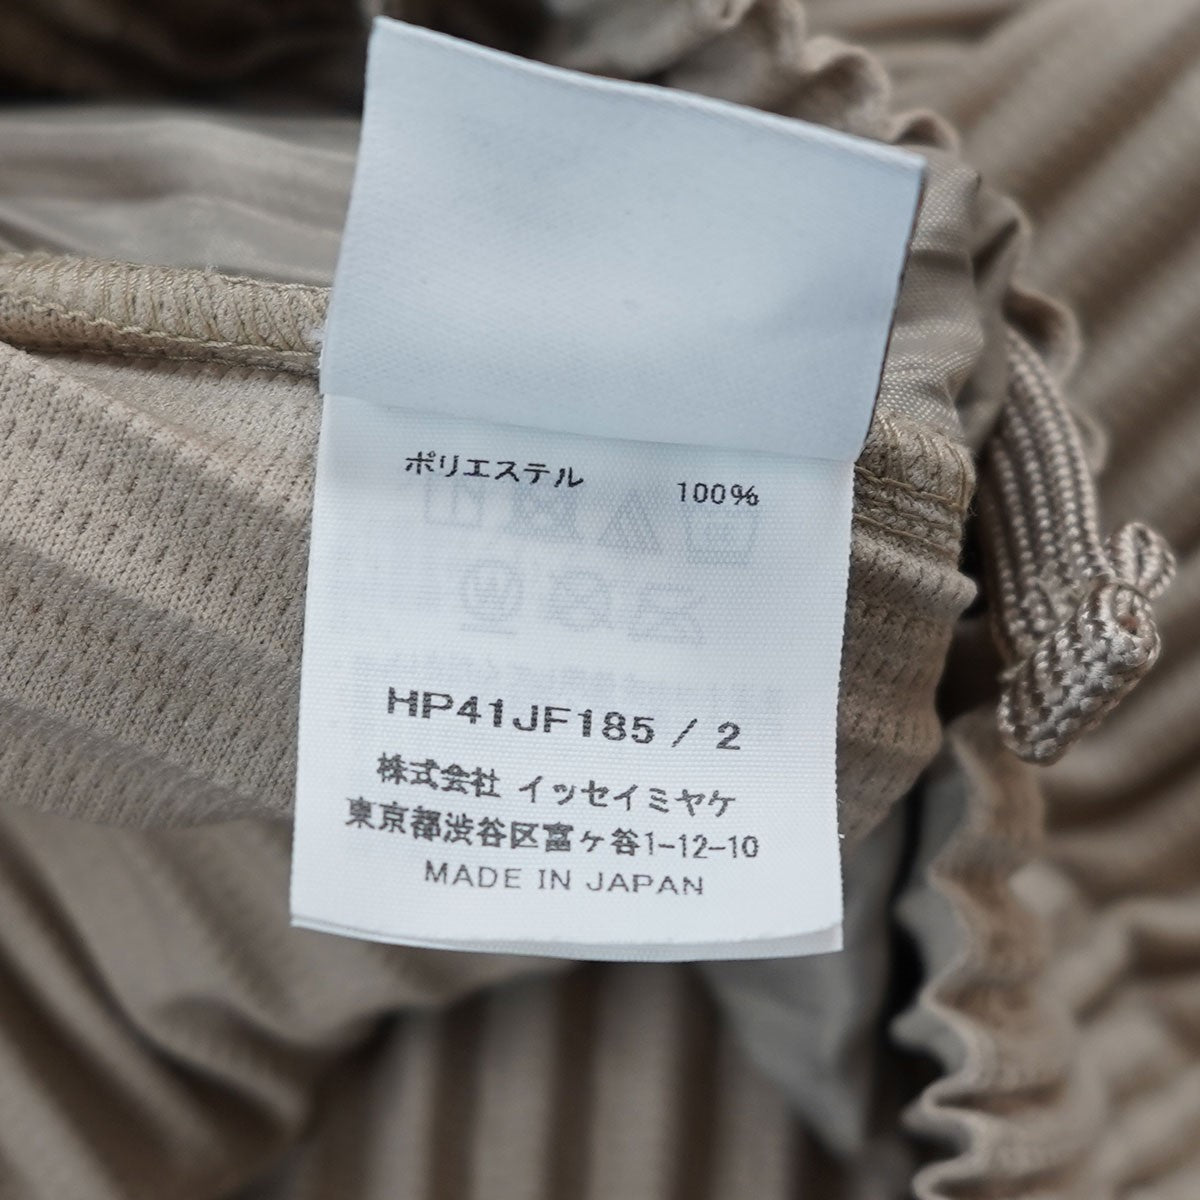 ポリエステル 100%
HP41JF185 / 2
株式会社 イッセイミヤケ
東京都渋谷区富ヶ谷1-12-10
MADE IN JAPAN